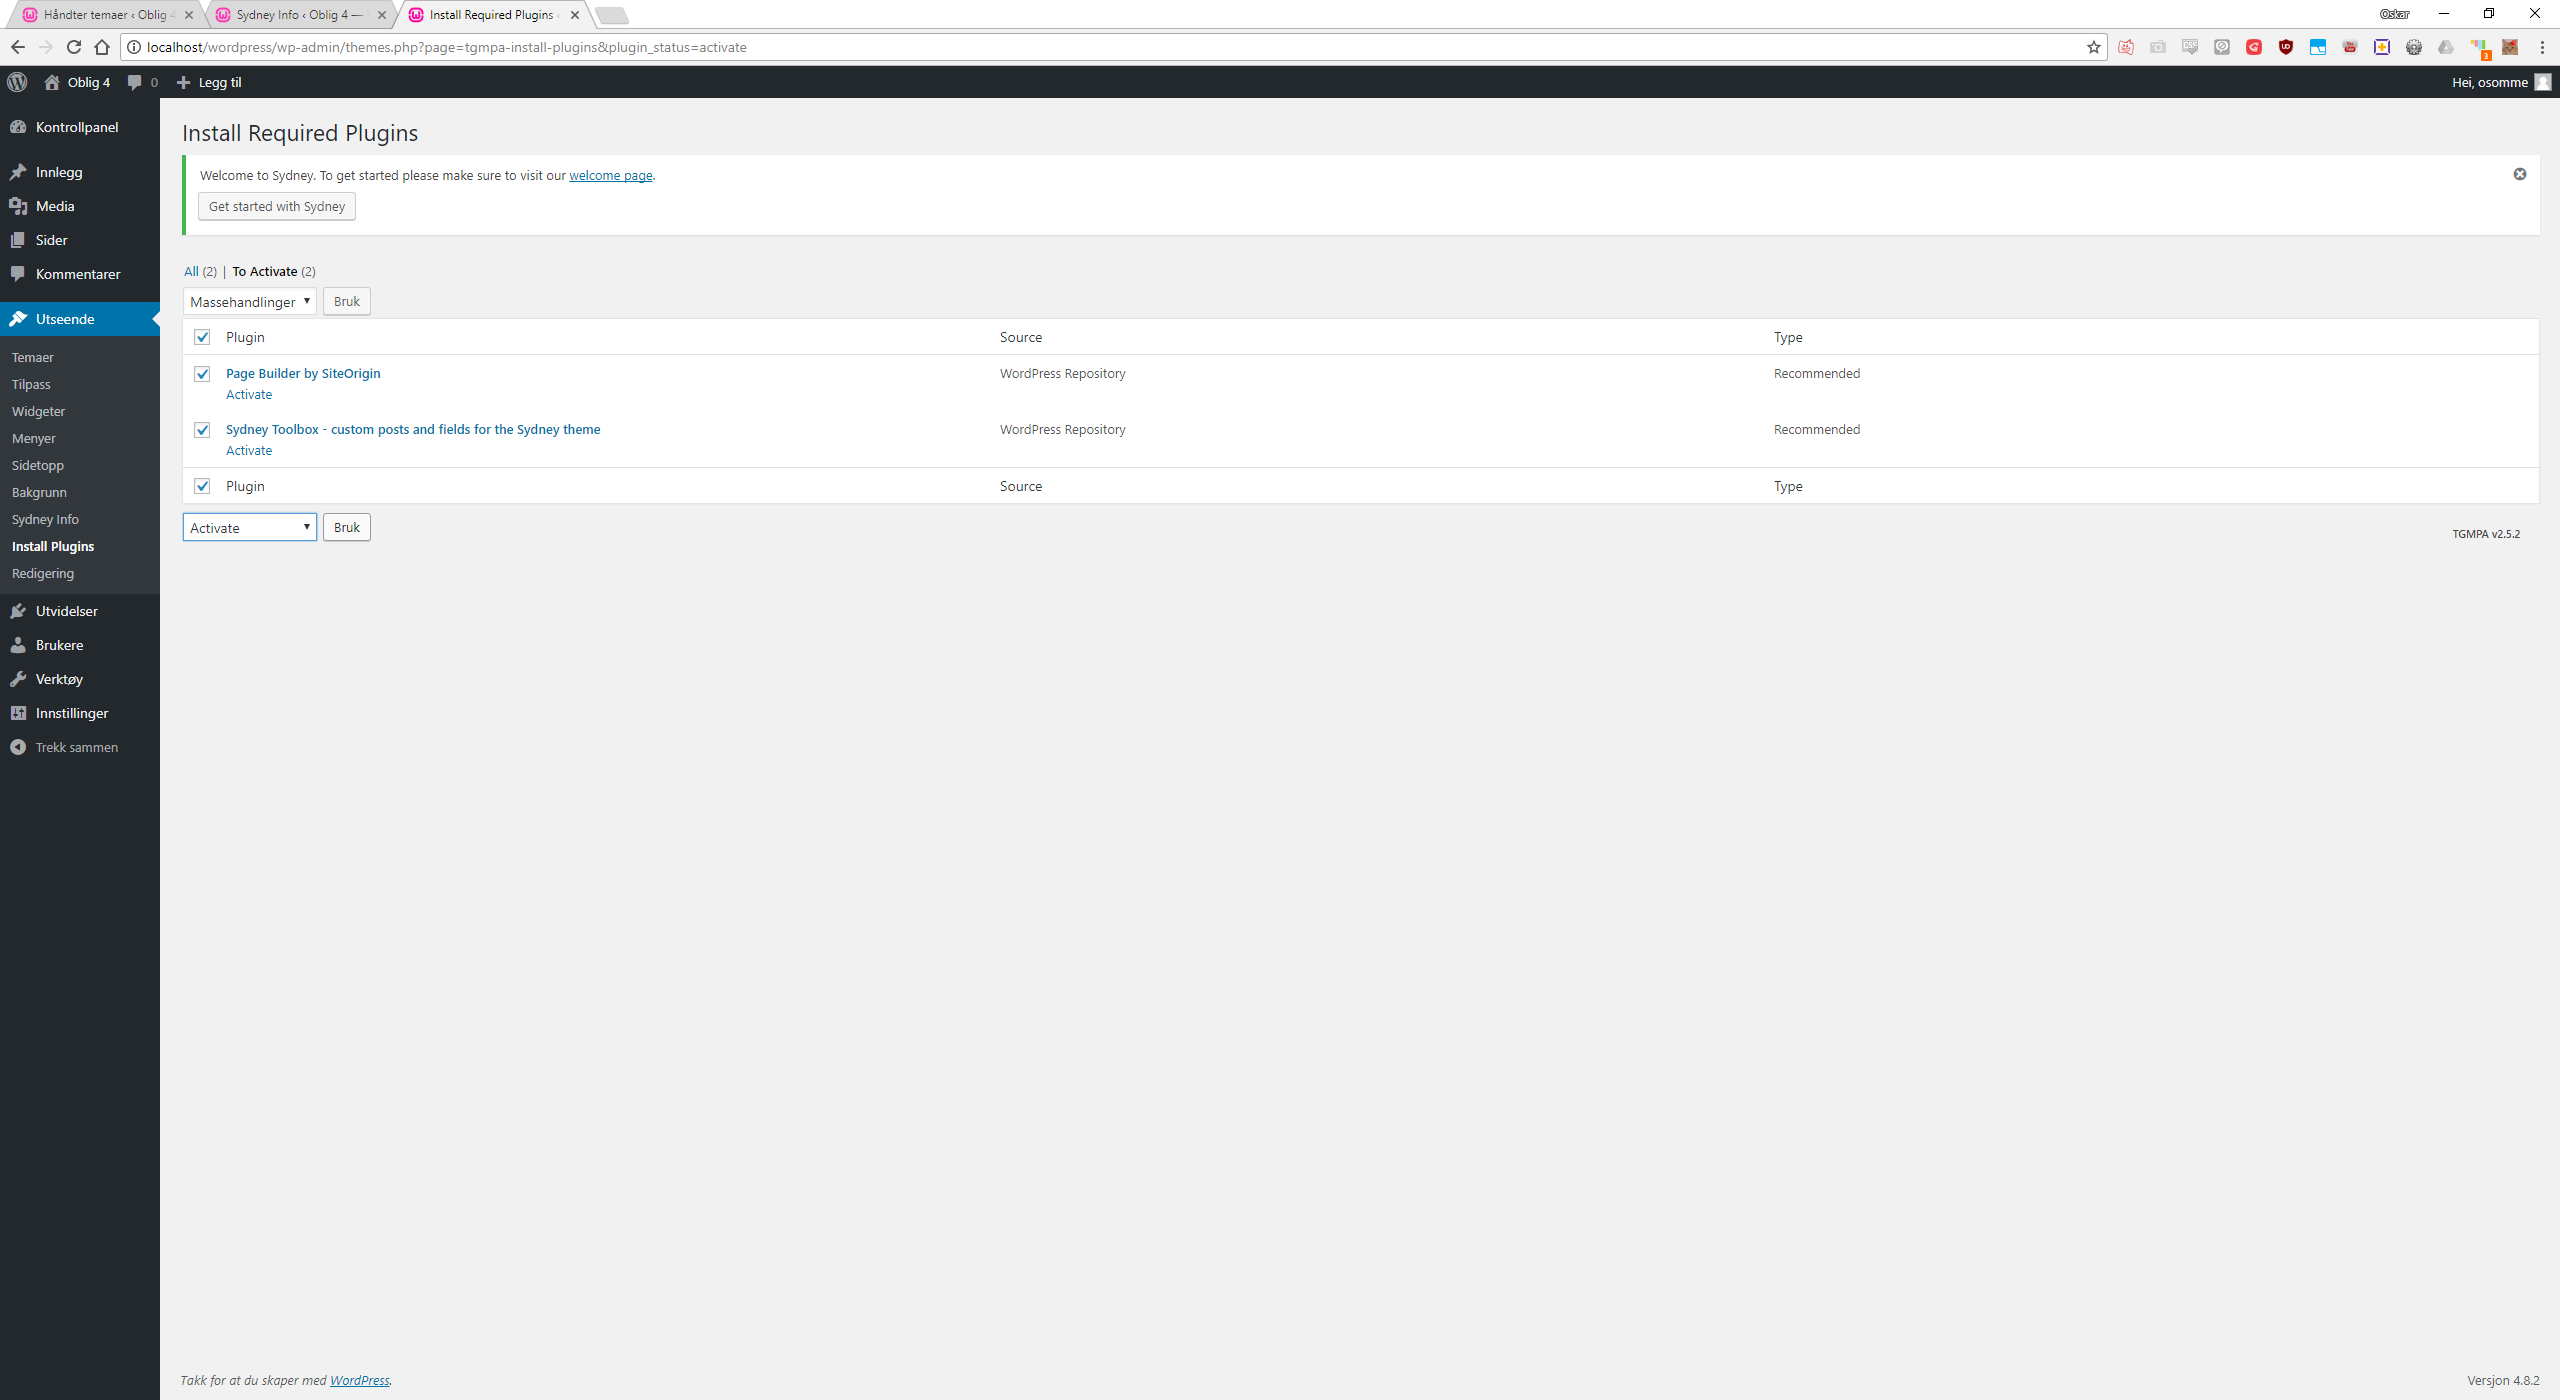 Håndter temaer ‹ Oblig 4
Sydney Info ‹ Oblig 4 —
Install Required Plugins ‹
Oskar
localhost/wordpress/wp-admin/themes.php?page=tgmpa-install-plugins&plugin_status=activate
3
Oblig 4
0
Legg til
Hei, osomme
Kontrollpanel
Innlegg
Media
Sider
Kommentarer
Utseende
Temaer
Tilpass
Widgeter
Menyer
Sidetopp
Bakgrunn
Sydney Info
Install Plugins
Redigering
Utvidelser
Brukere
Verktøy
Innstillinger
Trekk sammen
Install Required Plugins
Welcome to Sydney. To get started please make sure to visit our welcome page.
Get started with Sydney
All (2) | To Activate (2)
Massehandlinger Bruk
Plugin Source Type
Page Builder by SiteOrigin WordPress Repository Recommended
Activate
Sydney Toolbox - custom posts and fields for the Sydney theme WordPress Repository Recommended
Activate
Plugin Source Type
Activate Bruk
TGMPA v2.5.2
Takk for at du skaper med WordPress.
Versjon 4.8.2